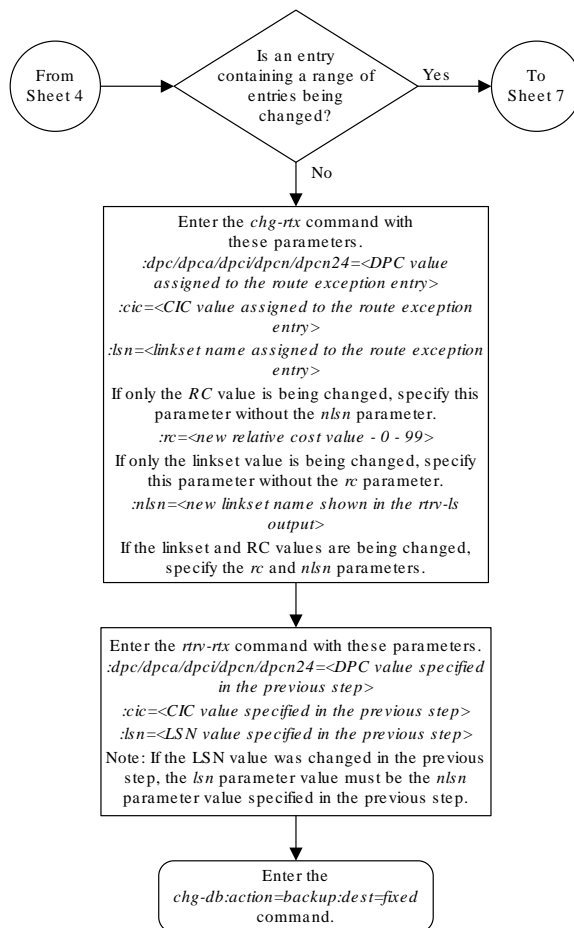 From
Sheet 4
Is an entry
containing a range of
entries being
changed?
Yes
To
Sheet 7
No
Enter the chg-rtx command with
these parameters.
:dpc/dpca/dpci/dpcn/dpcn24=<DPC value
assigned to the route exception entry>
:cic=<CIC value assigned to the route exception
entry>
:lsn=<linkset name assigned to the route exception
entry>
If only the RC value is being changed, specify this
parameter without the nlsn parameter.
:rc=<new relative cost value - 0 - 99>
If only the linkset value is being changed, specify
this parameter without the rc parameter.
:nlsn=<new linkset name shown in the rtrv-ls
output>
If the linkset and RC values are being changed,
specify the rc and nlsn parameters.
Enter the rtrv-rtx command with these parameters.
:dpc/dpca/dpci/dpcn/dpcn24=<DPC value specified
in the previous step>
:cic=<CIC value specified in the previous step>
:lsn=<LSN value specified in the previous step>
Note: If the LSN value was changed in the previous
step, the lsn parameter value must be the nlsn
parameter value specified in the previous step.
Enter the
chg-db:action=backup:dest=fixed
command.